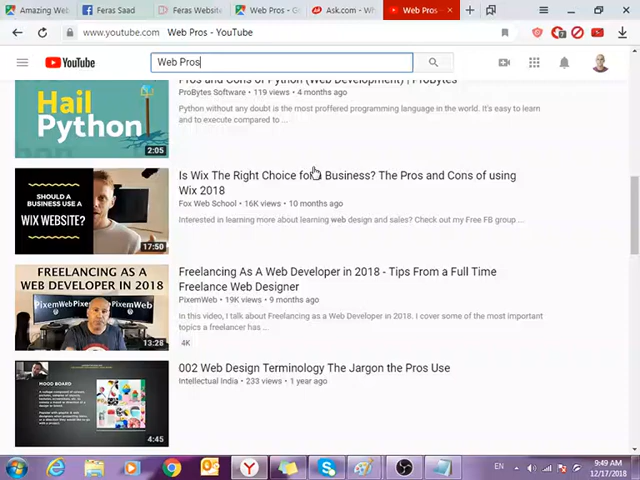 Amazing Web
Feras Saad
Feras Website
Web Pros - G
Ask.com - Wh
Web Pros
www.youtube.com Web Pros - YouTube
YouTube
Web Pros
Pros and Cons of Python (Web Development) | ProBytes
ProBytes Software • 119 views • 4 months ago
Python without any doubt is the most proffered programming language in the world. It's easy to learn
and to execute compared to ...
Hail
Python
2:05
Is Wix The Right Choice for a Business? The Pros and Cons of using
Wix 2018
Fox Web School • 16K views • 10 months ago
Interested in learning more about learning web design and sales? Check out my Free FB group ...
SHOULD A
BUSINESS USE A
WIX WEBSITE?
17:50
Freelancing As A Web Developer in 2018 - Tips From a Full Time
Freelance Web Designer
PixemWeb • 19K views • 9 months ago
In this video, I talk about Freelancing as a Web Developer in 2018. I cover some of the most important
topics a freelancer has ...
4K
FREELANCING AS A
WEB DEVELOPER IN 2018
13:28
002 Web Design Terminology The Jargon the Pros Use
Intellectual India • 233 views • 1 year ago
MOOD BOARD
4:45
EN
9:49 AM
12/17/2018